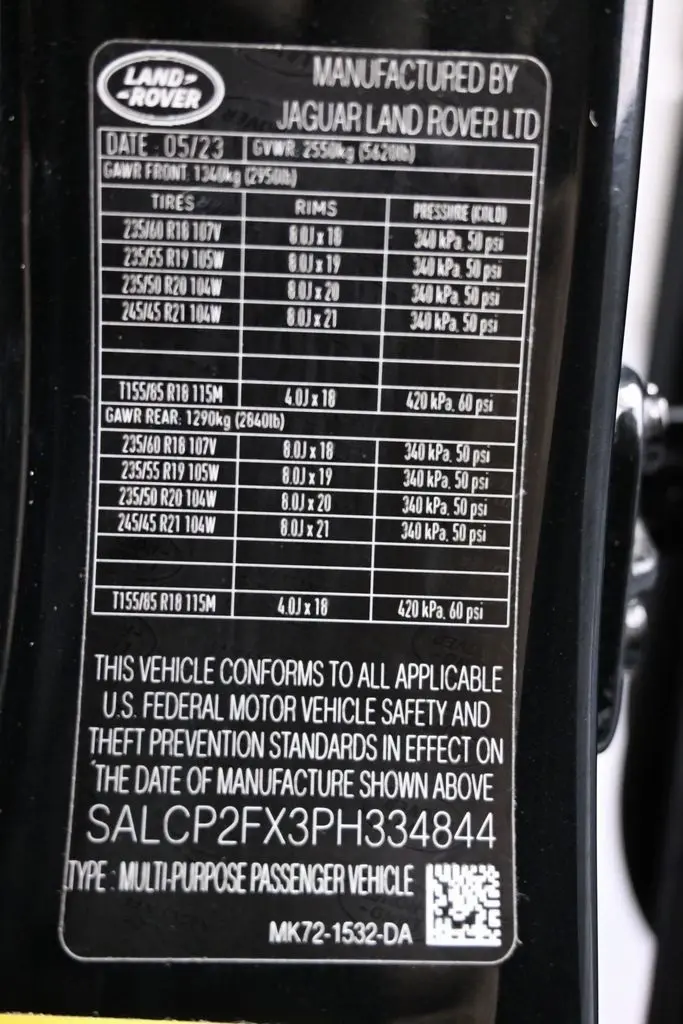 LAND-
-ROVER
MANUFACTURED BY
JAGUAR LAND ROVER LTD
DATE : 05/23 GVWR: 2550kg (5620lb)
GAWR FRONT: 1340kg (2950lb)
TIRES RIMS PRESSURE (COLD)
235/60 R18 107V 8.0J x 18 340 kPa, 50 psi
235/55 R19 105W 8.0J x 19 340 kPa, 50 psi
235/50 R20 104W 8.0J x 20 340 kPa, 50 psi
245/45 R21 104W 8.0J x 21 340 kPa, 50 psi
T155/85 R18 115M 4.0J x 18 420 kPa, 60 psi
GAWR REAR: 1290kg (2840lb)
235/60 R18 107V 8.0J x 18 340 kPa, 50 psi
235/55 R19 105W 8.0J x 19 340 kPa, 50 psi
235/50 R20 104W 8.0J x 20 340 kPa, 50 psi
245/45 R21 104W 8.0J x 21 340 kPa, 50 psi
T155/85 R18 115M 4.0J x 18 420 kPa, 60 psi
THIS VEHICLE CONFORMS TO ALL APPLICABLE
U.S. FEDERAL MOTOR VEHICLE SAFETY AND
THEFT PREVENTION STANDARDS IN EFFECT ON
THE DATE OF MANUFACTURE SHOWN ABOVE
SALCP2FX3PH334844
TYPE : MULTI-PURPOSE PASSENGER VEHICLE
MK72-1532-DA